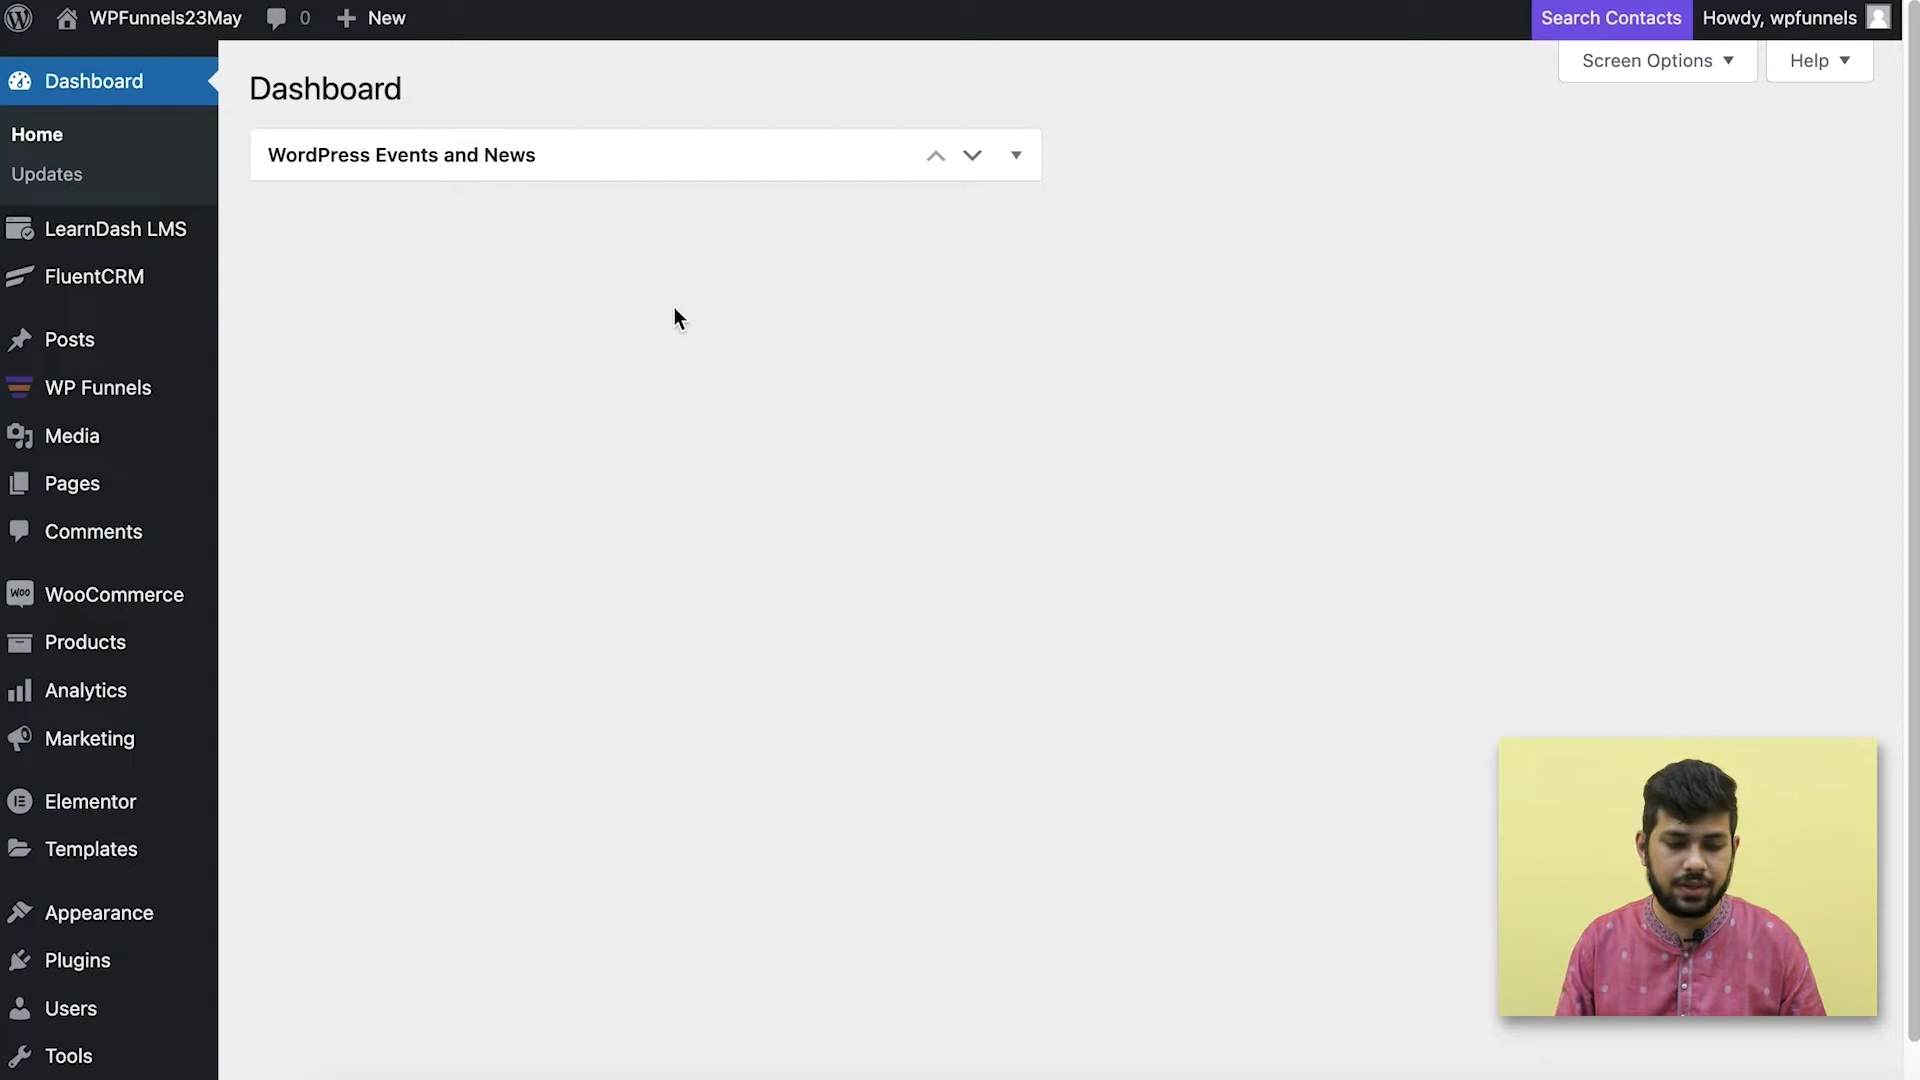 WPFunnels23May 0 New Search Contacts Howdy, wpfunnels
Screen Options Help
Dashboard
Dashboard
Home
Updates
WordPress Events and News
LearnDash LMS
FluentCRM
Posts
WP Funnels
Media
Pages
Comments
WOO WooCommerce
Products
Analytics
Marketing
Elementor
Templates
Appearance
Plugins
Users
Tools